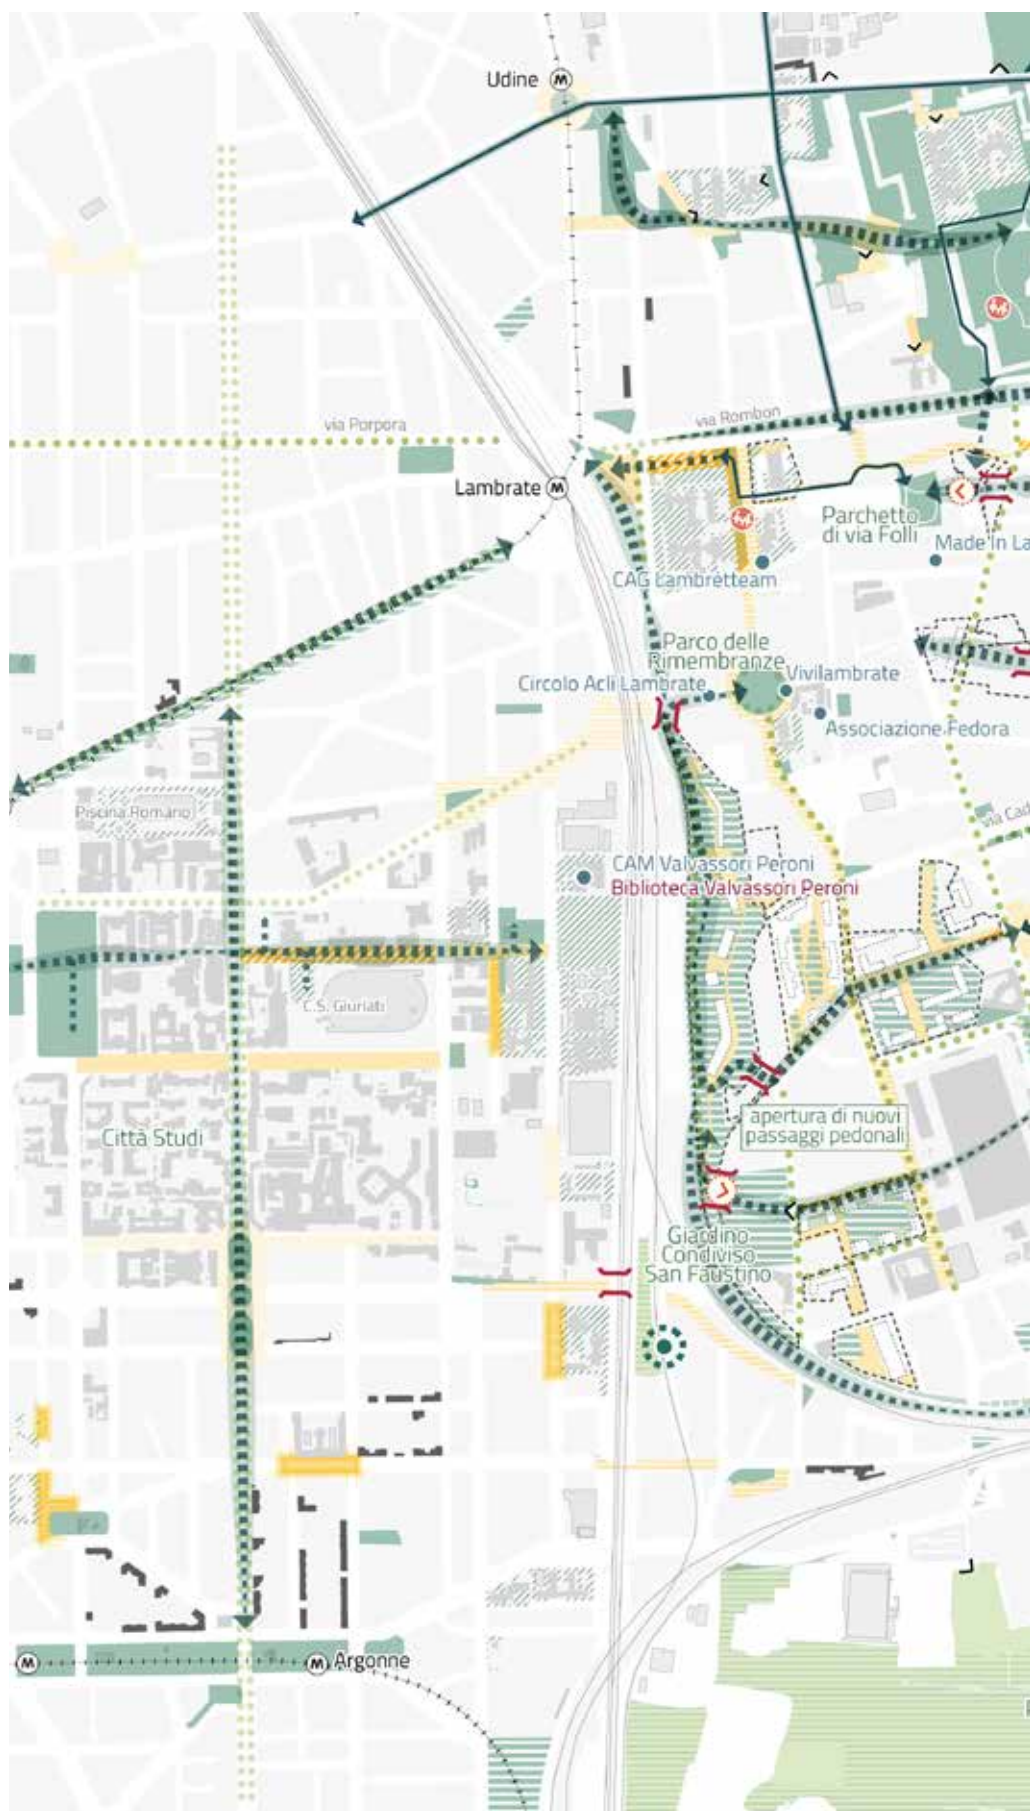 Udine
M
via Porpora
via Rombon
Lambrate
M
Parchetto
di via Folli
Made In La
CAG Lambretteam
Parco delle
Rimembranze
Circolo Acli Lambrate
Vivilambrate
Associazione Fedora
Piscina Romano
via Cad
CAM Valvassori Peroni
Biblioteca Valvassori Peroni
C.S. Giuriati
Città Studi
apertura di nuovi
passaggi pedonali
Giardino
Condiviso
San Faustino
M
M
Argonne